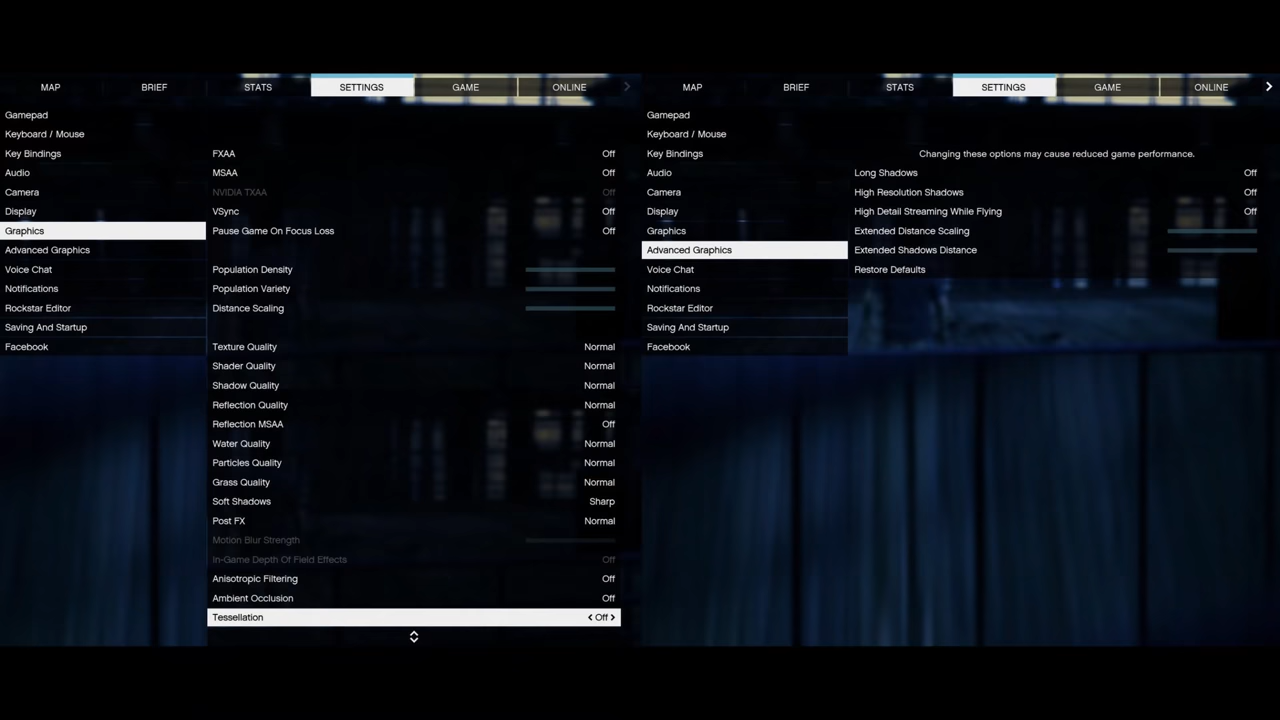 MAP BRIEF STATS SETTINGS GAME ONLINE
Gamepad
Keyboard / Mouse
Key Bindings
Audio
Camera
Display
Graphics
Advanced Graphics
Voice Chat
Notifications
Rockstar Editor
Saving And Startup
Facebook
FXAA Off
MSAA Off
NVIDIA TXAA Off
VSync Off
Pause Game On Focus Loss Off
Population Density
Population Variety
Distance Scaling
Texture Quality Normal
Shader Quality Normal
Shadow Quality Normal
Reflection Quality Normal
Reflection MSAA Off
Water Quality Normal
Particles Quality Normal
Grass Quality Normal
Soft Shadows Sharp
Post FX Normal
Motion Blur Strength
In-Game Depth Of Field Effects Off
Anisotropic Filtering Off
Ambient Occlusion Off
Tessellation Off
MAP BRIEF STATS SETTINGS GAME ONLINE
Gamepad
Keyboard / Mouse
Key Bindings
Audio
Camera
Display
Graphics
Advanced Graphics
Voice Chat
Notifications
Rockstar Editor
Saving And Startup
Facebook
Changing these options may cause reduced game performance.
Long Shadows Off
High Resolution Shadows Off
High Detail Streaming While Flying Off
Extended Distance Scaling
Extended Shadows Distance
Restore Defaults